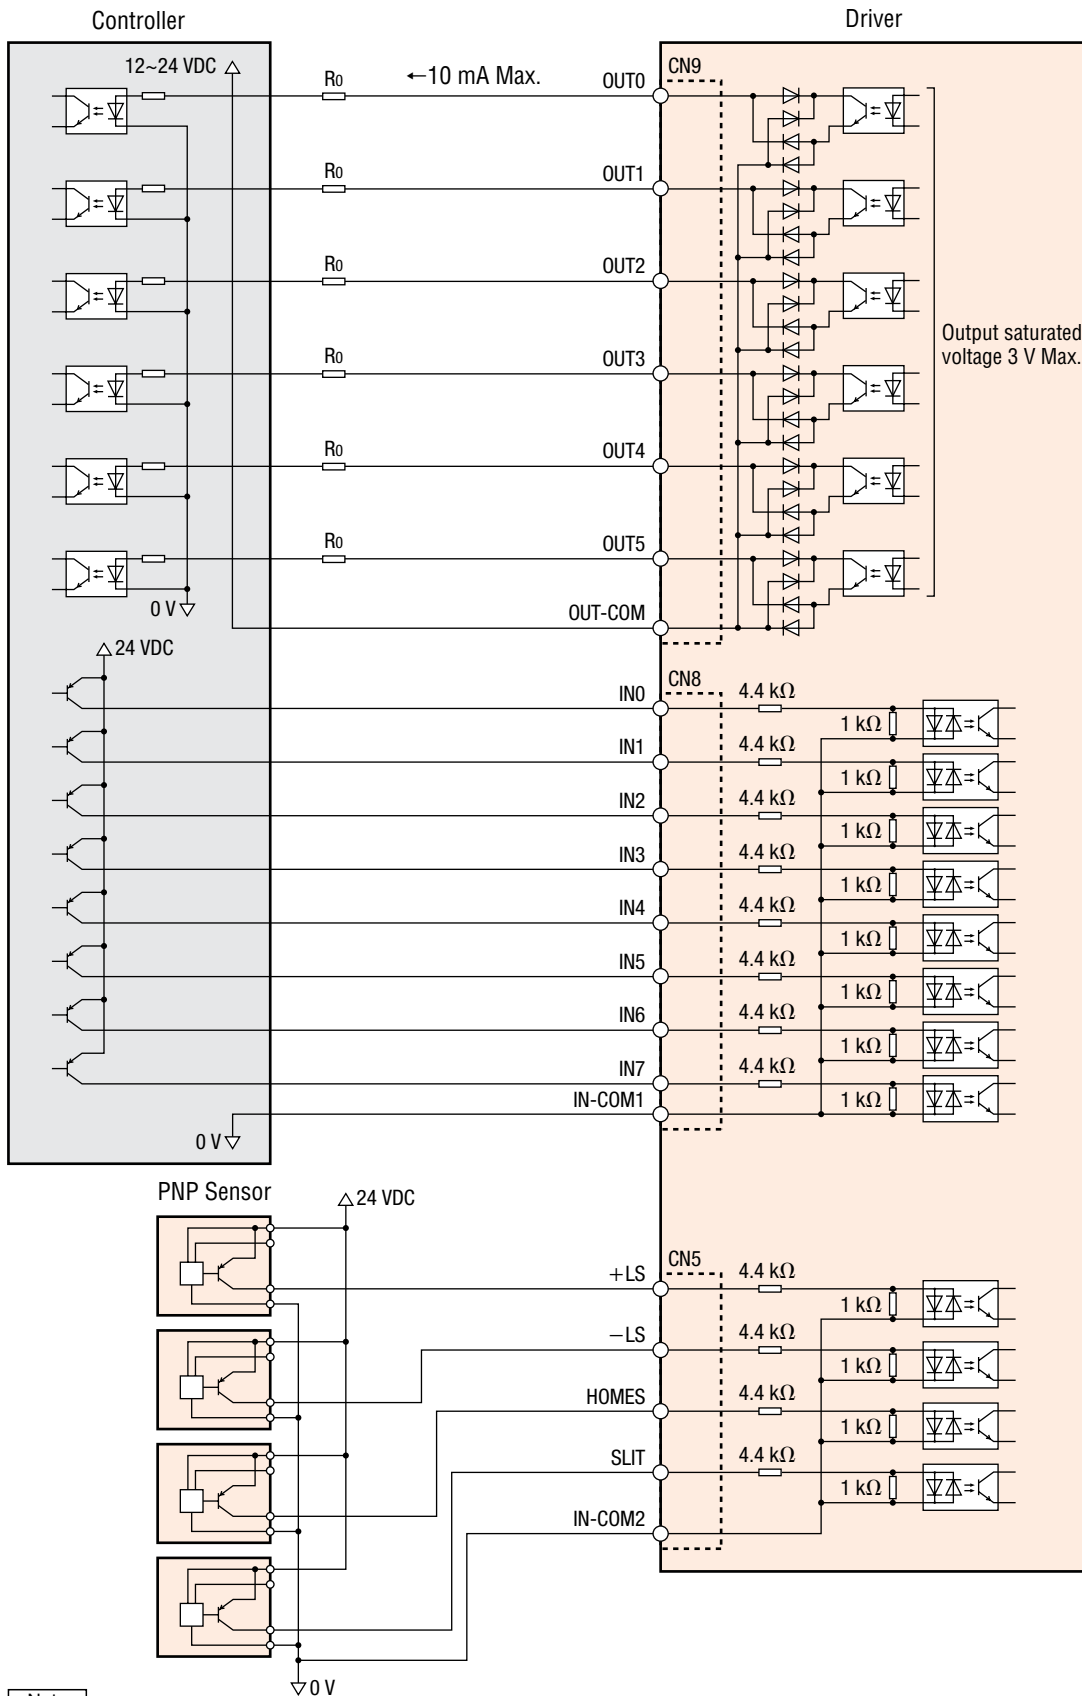 Controller
Driver
12~24 VDC
R0
←10 mA Max.
OUT0
CN9
R0
OUT1
R0
OUT2
Output saturated
voltage 3 V Max.
R0
OUT3
R0
OUT4
R0
OUT5
0 V
OUT-COM
24 VDC
CN8
IN0
4.4 kΩ
1 kΩ
IN1
4.4 kΩ
1 kΩ
IN2
4.4 kΩ
1 kΩ
IN3
4.4 kΩ
1 kΩ
IN4
4.4 kΩ
1 kΩ
IN5
4.4 kΩ
1 kΩ
IN6
4.4 kΩ
1 kΩ
IN7
4.4 kΩ
1 kΩ
IN-COM1
0 V
PNP Sensor
24 VDC
CN5
+LS
4.4 kΩ
1 kΩ
−LS
4.4 kΩ
1 kΩ
HOMES
4.4 kΩ
1 kΩ
SLIT
4.4 kΩ
1 kΩ
IN-COM2
0 V